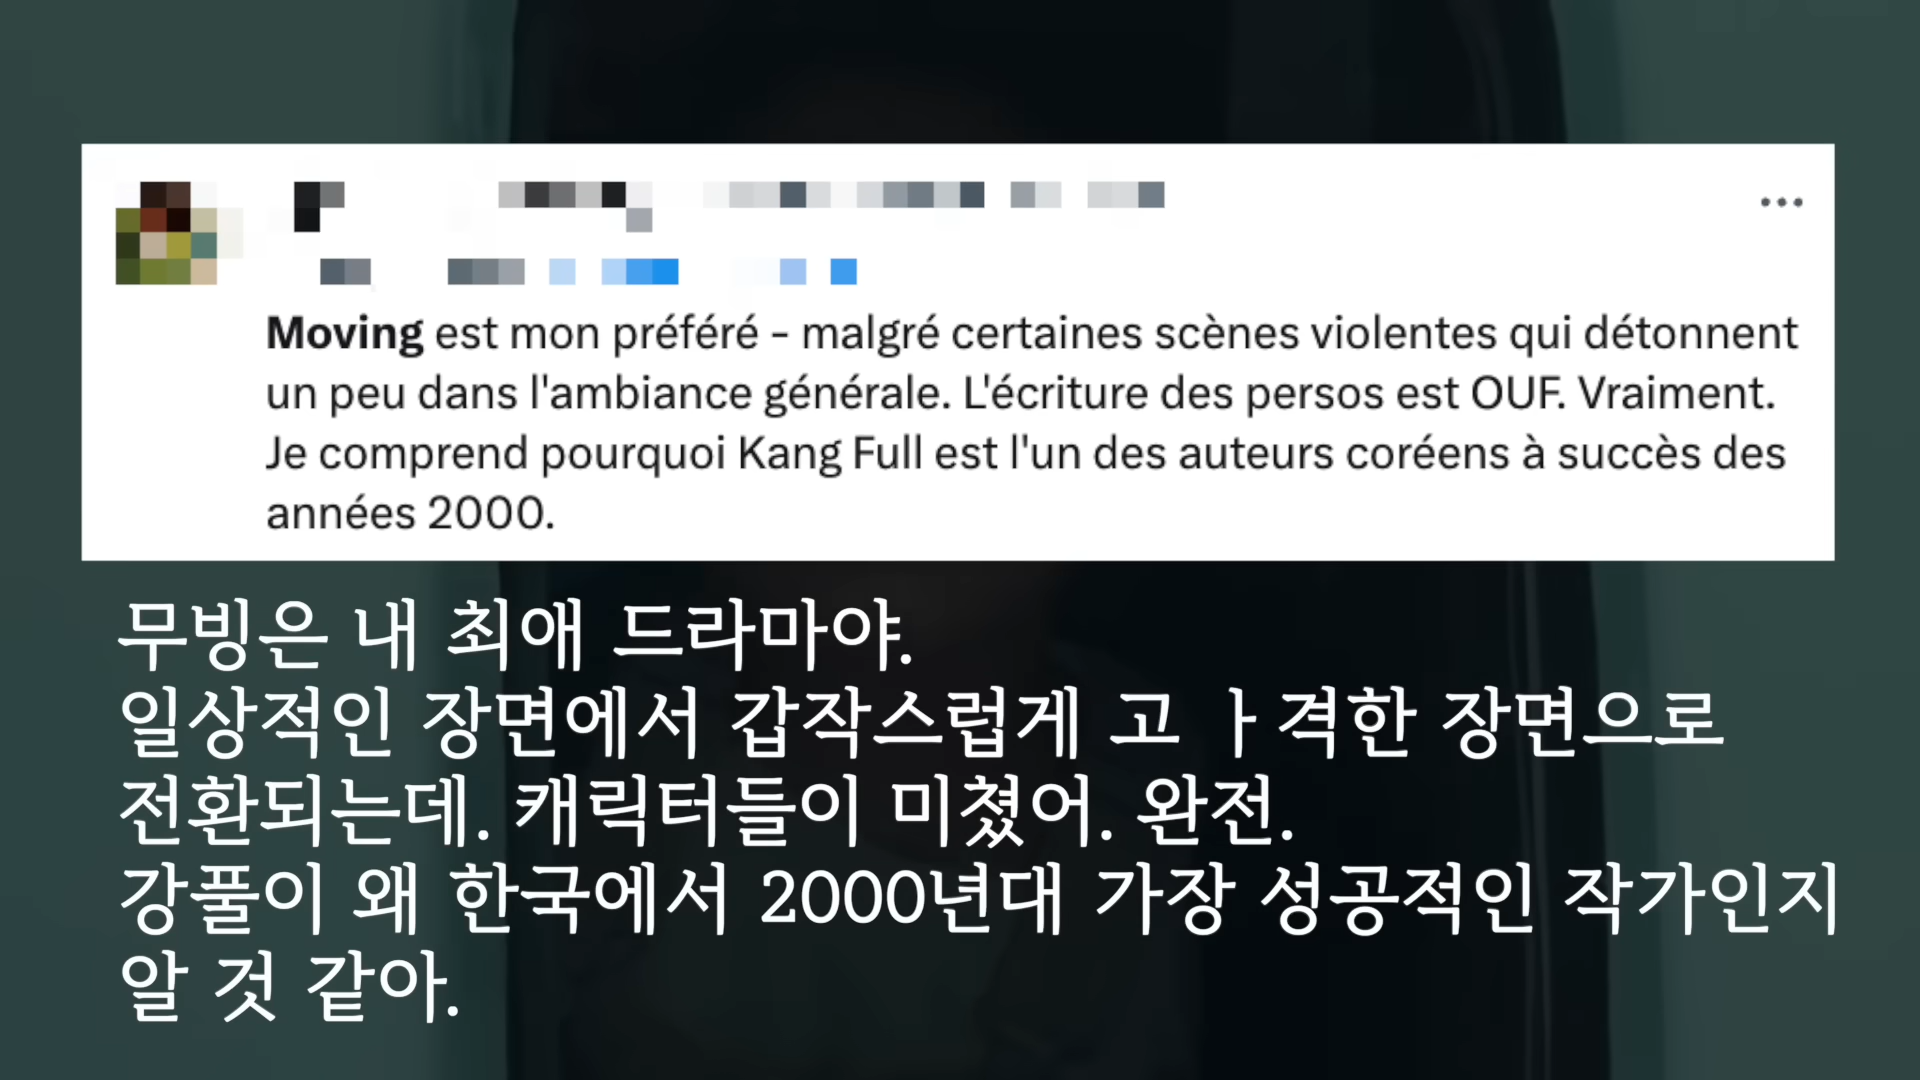 Moving est mon préféré - malgré certaines scènes violentes qui détonnent
un peu dans l'ambiance générale. L'écriture des persos est OUF. Vraiment.
Je comprend pourquoi Kang Full est l'un des auteurs coréens à succès des
années 2000.
무빙은 내 최애 드라마야.
일상적인 장면에서 갑작스럽게 고 ㅏ격한 장면으로
전환되는데. 캐릭터들이 미쳤어. 완전.
강풀이 왜 한국에서 2000년대 가장 성공적인 작가인지
알 것 같아.